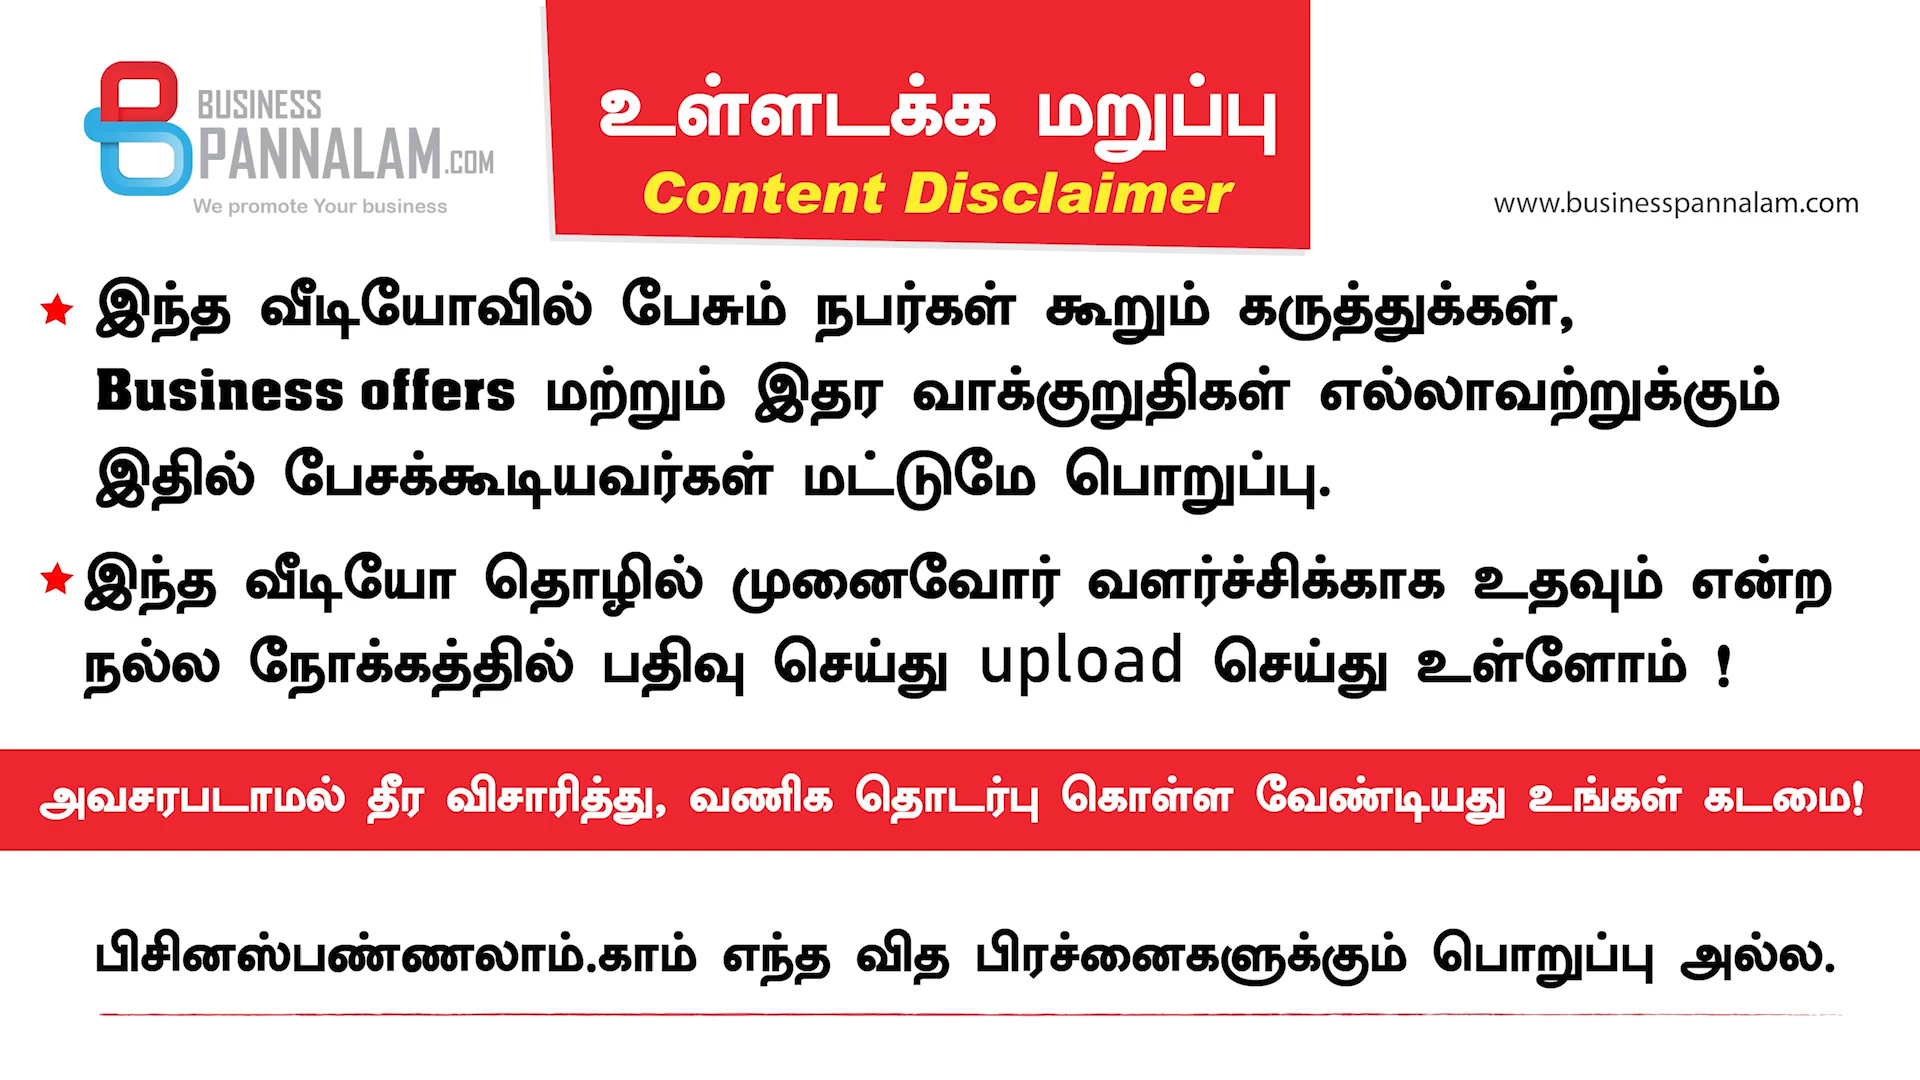 BUSINESS
PANNALAM.COM
We promote Your business
உள்ளடக்க மறுப்பு
Content Disclaimer
www.businesspannalam.com
இந்த வீடியோவில் பேசும் நபர்கள் கூறும் கருத்துக்கள்,
Business offers மற்றும் இதர வாக்குறுதிகள் எல்லாவற்றுக்கும்
இதில் பேசக்கூடியவர்கள் மட்டுமே பொறுப்பு.
இந்த வீடியோ தொழில் முனைவோர் வளர்ச்சிக்காக உதவும் என்ற
நல்ல நோக்கத்தில் பதிவு செய்து upload செய்து உள்ளோம் !
அவசரபடாமல் தீர விசாரித்து, வணிக தொடர்பு கொள்ள வேண்டியது உங்கள் கடமை!
பிசினஸ்பண்ணலாம்.காம் எந்த வித பிரச்னைகளுக்கும் பொறுப்பு அல்ல.